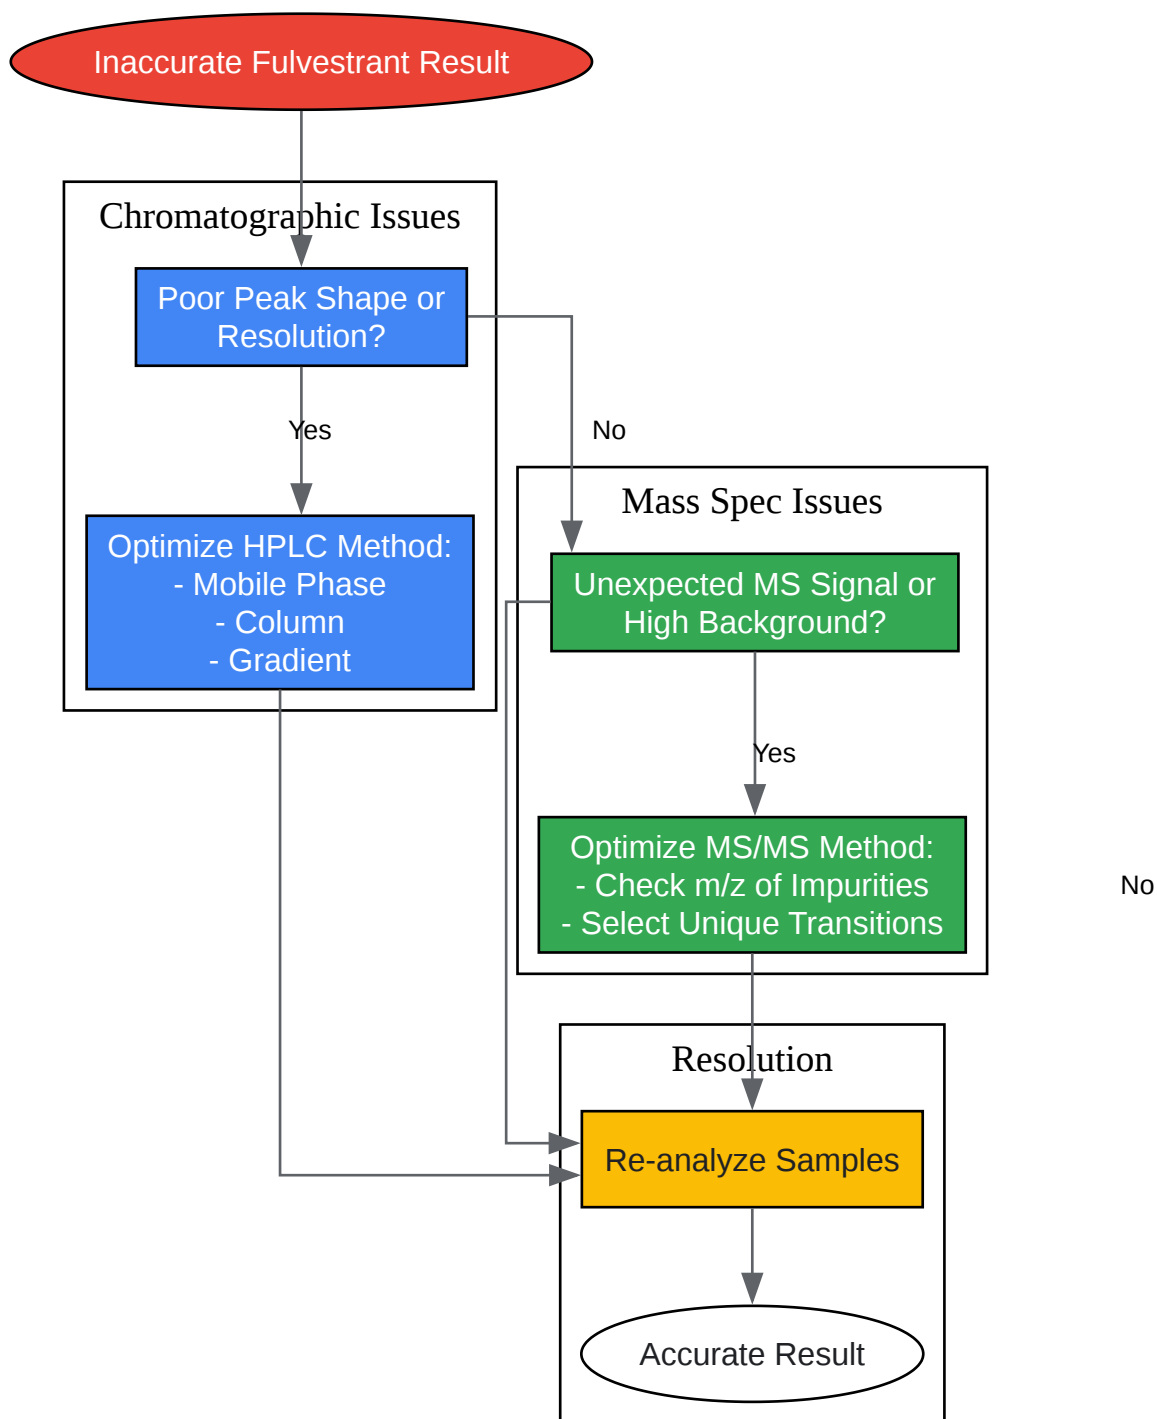 Inaccurate Fulvestrant Result
Chromatographic Issues
Poor Peak Shape or
Resolution?
Yes
No
Optimize HPLC Method:
- Mobile Phase
- Column
- Gradient
Mass Spec Issues
Unexpected MS Signal or
High Background?
Yes
Optimize MS/MS Method:
- Check m/z of Impurities
- Select Unique Transitions
No
Resolution
Re-analyze Samples
Accurate Result